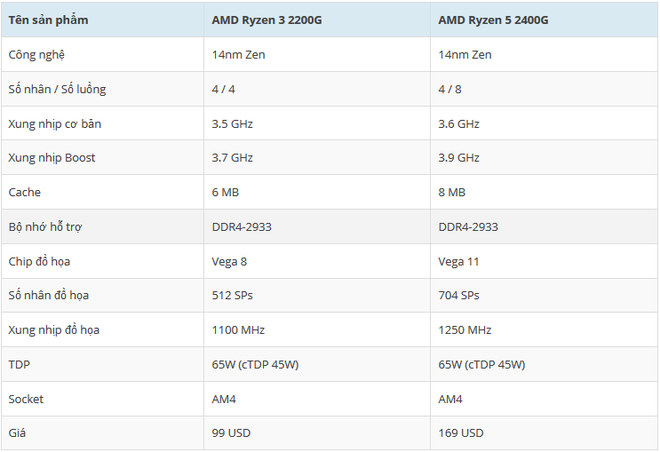 Tên sản phẩm AMD Ryzen 3 2200G AMD Ryzen 5 2400G
Công nghệ 14nm Zen 14nm Zen
Số nhân / Số luồng 4 / 4 4 / 8
Xung nhịp cơ bản 3.5 GHz 3.6 GHz
Xung nhịp Boost 3.7 GHz 3.9 GHz
Cache 6 MB 8 MB
Bộ nhớ hỗ trợ DDR4-2933 DDR4-2933
Chip đồ họa Vega 8 Vega 11
Số nhân đồ họa 512 SPs 704 SPs
Xung nhịp đồ họa 1100 MHz 1250 MHz
TDP 65W (cTDP 45W) 65W (cTDP 45W)
Socket AM4 AM4
Giá 99 USD 169 USD